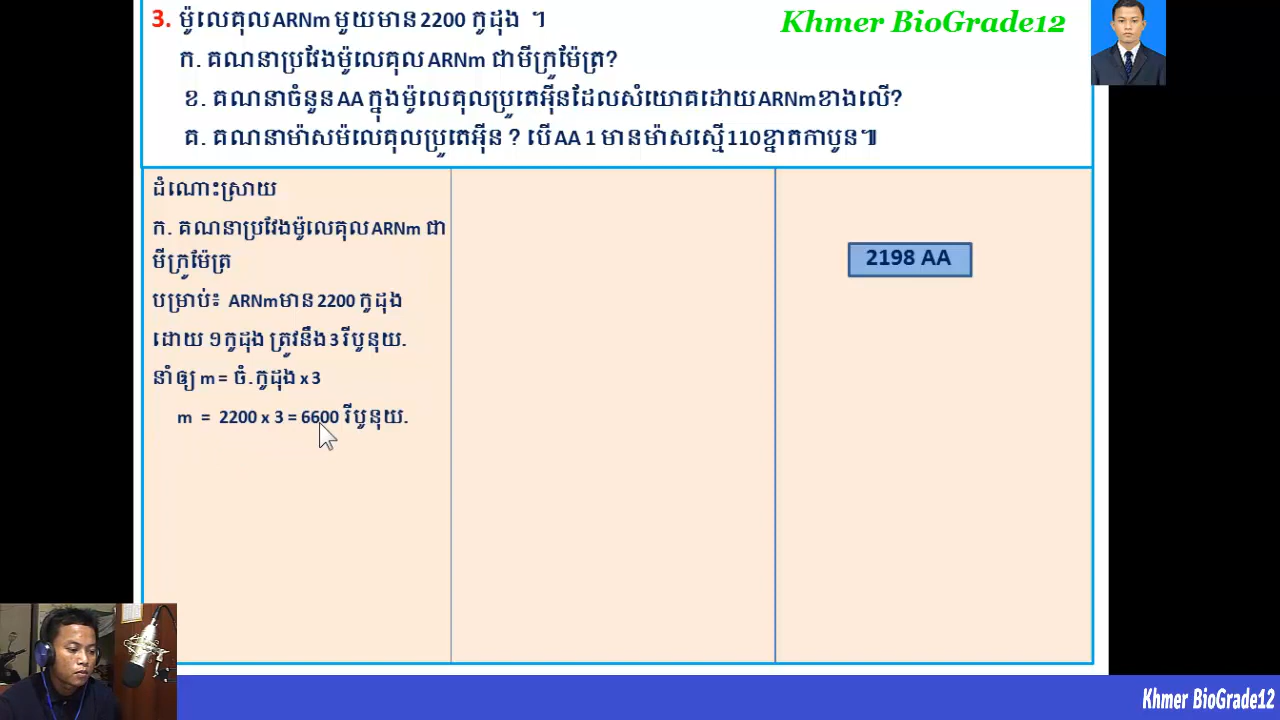 3. ម៉ូលេគុល ARNm មួយមាន 2200 កូដុង ។
Khmer BioGrade12
ក. គណនាប្រវែងម៉ូលេគុល ARNm ជាមីក្រូម៉ែត្រ?
ខ. គណនាចំនួន AA ក្នុងម៉ូលេគុលប្រូតេអ៊ីនដែលសំយោគដោយ ARNm ខាងលើ?
គ. គណនាម៉ាសម៉លេគុលប្រូតេអ៊ីន ? បើ AA 1 មានម៉ាសស្មើ 110 ខ្នាតកាបូន៕
ដំណោះស្រាយ
ក. គណនាប្រវែងម៉ូលេគុល ARNm ជា
មីក្រូម៉ែត្រ
បម្រាប់៖ ARNm មាន 2200 កូដុង
ដោយ ១កូដុង ត្រូវនឹង 3 រីបូនុយ.
នាំឲ្យ m = ចំ.កូដុង x 3
m = 2200 x 3 = 6600 រីបូនុយ.
2198 AA
Khmer BioGrade12